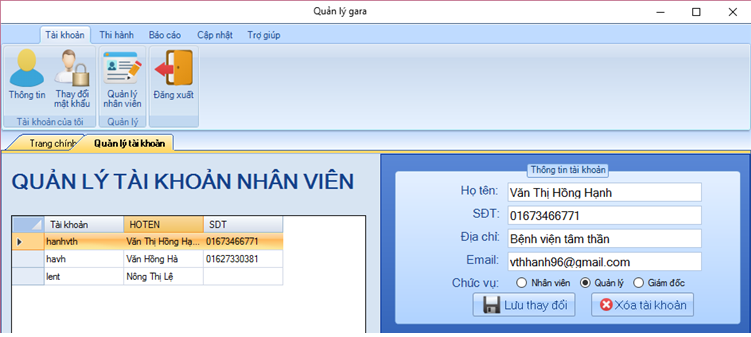 Quản lý gara
Tài khoản Thi hành Báo cáo Cập nhật Trợ giúp
Thông tin Thay đổi mật khẩu Quản lý nhân viên Đăng xuất
Tài khoản của tôi Quản lý
Trang chính Quản lý tài khoản
QUẢN LÝ TÀI KHOẢN NHÂN VIÊN
Tài khoản HOTEN SDT
hanhvth Văn Thị Hồng Hạ... 01673466771
havh Văn Hồng Hà 01627330381
lent Nông Thị Lệ
Thông tin tài khoản
Họ tên: Văn Thị Hồng Hạnh
SĐT: 01673466771
Địa chỉ: Bệnh viện tâm thần
Email: vthhanh96@gmail.com
Chức vụ: Nhân viên Quản lý Giám đốc
Lưu thay đổi Xóa tài khoản